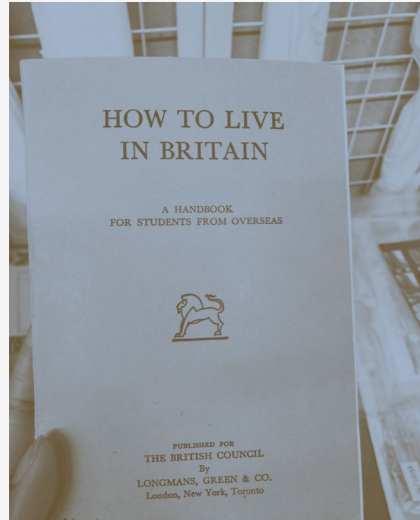 HOW TO LIVE
IN BRITAIN
A HANDBOOK
FOR STUDENTS FROM OVERSEAS
PUBLISHED FOR
THE BRITISH COUNCIL
By
LONGMANS, GREEN & CO.
London, New York, Toronto